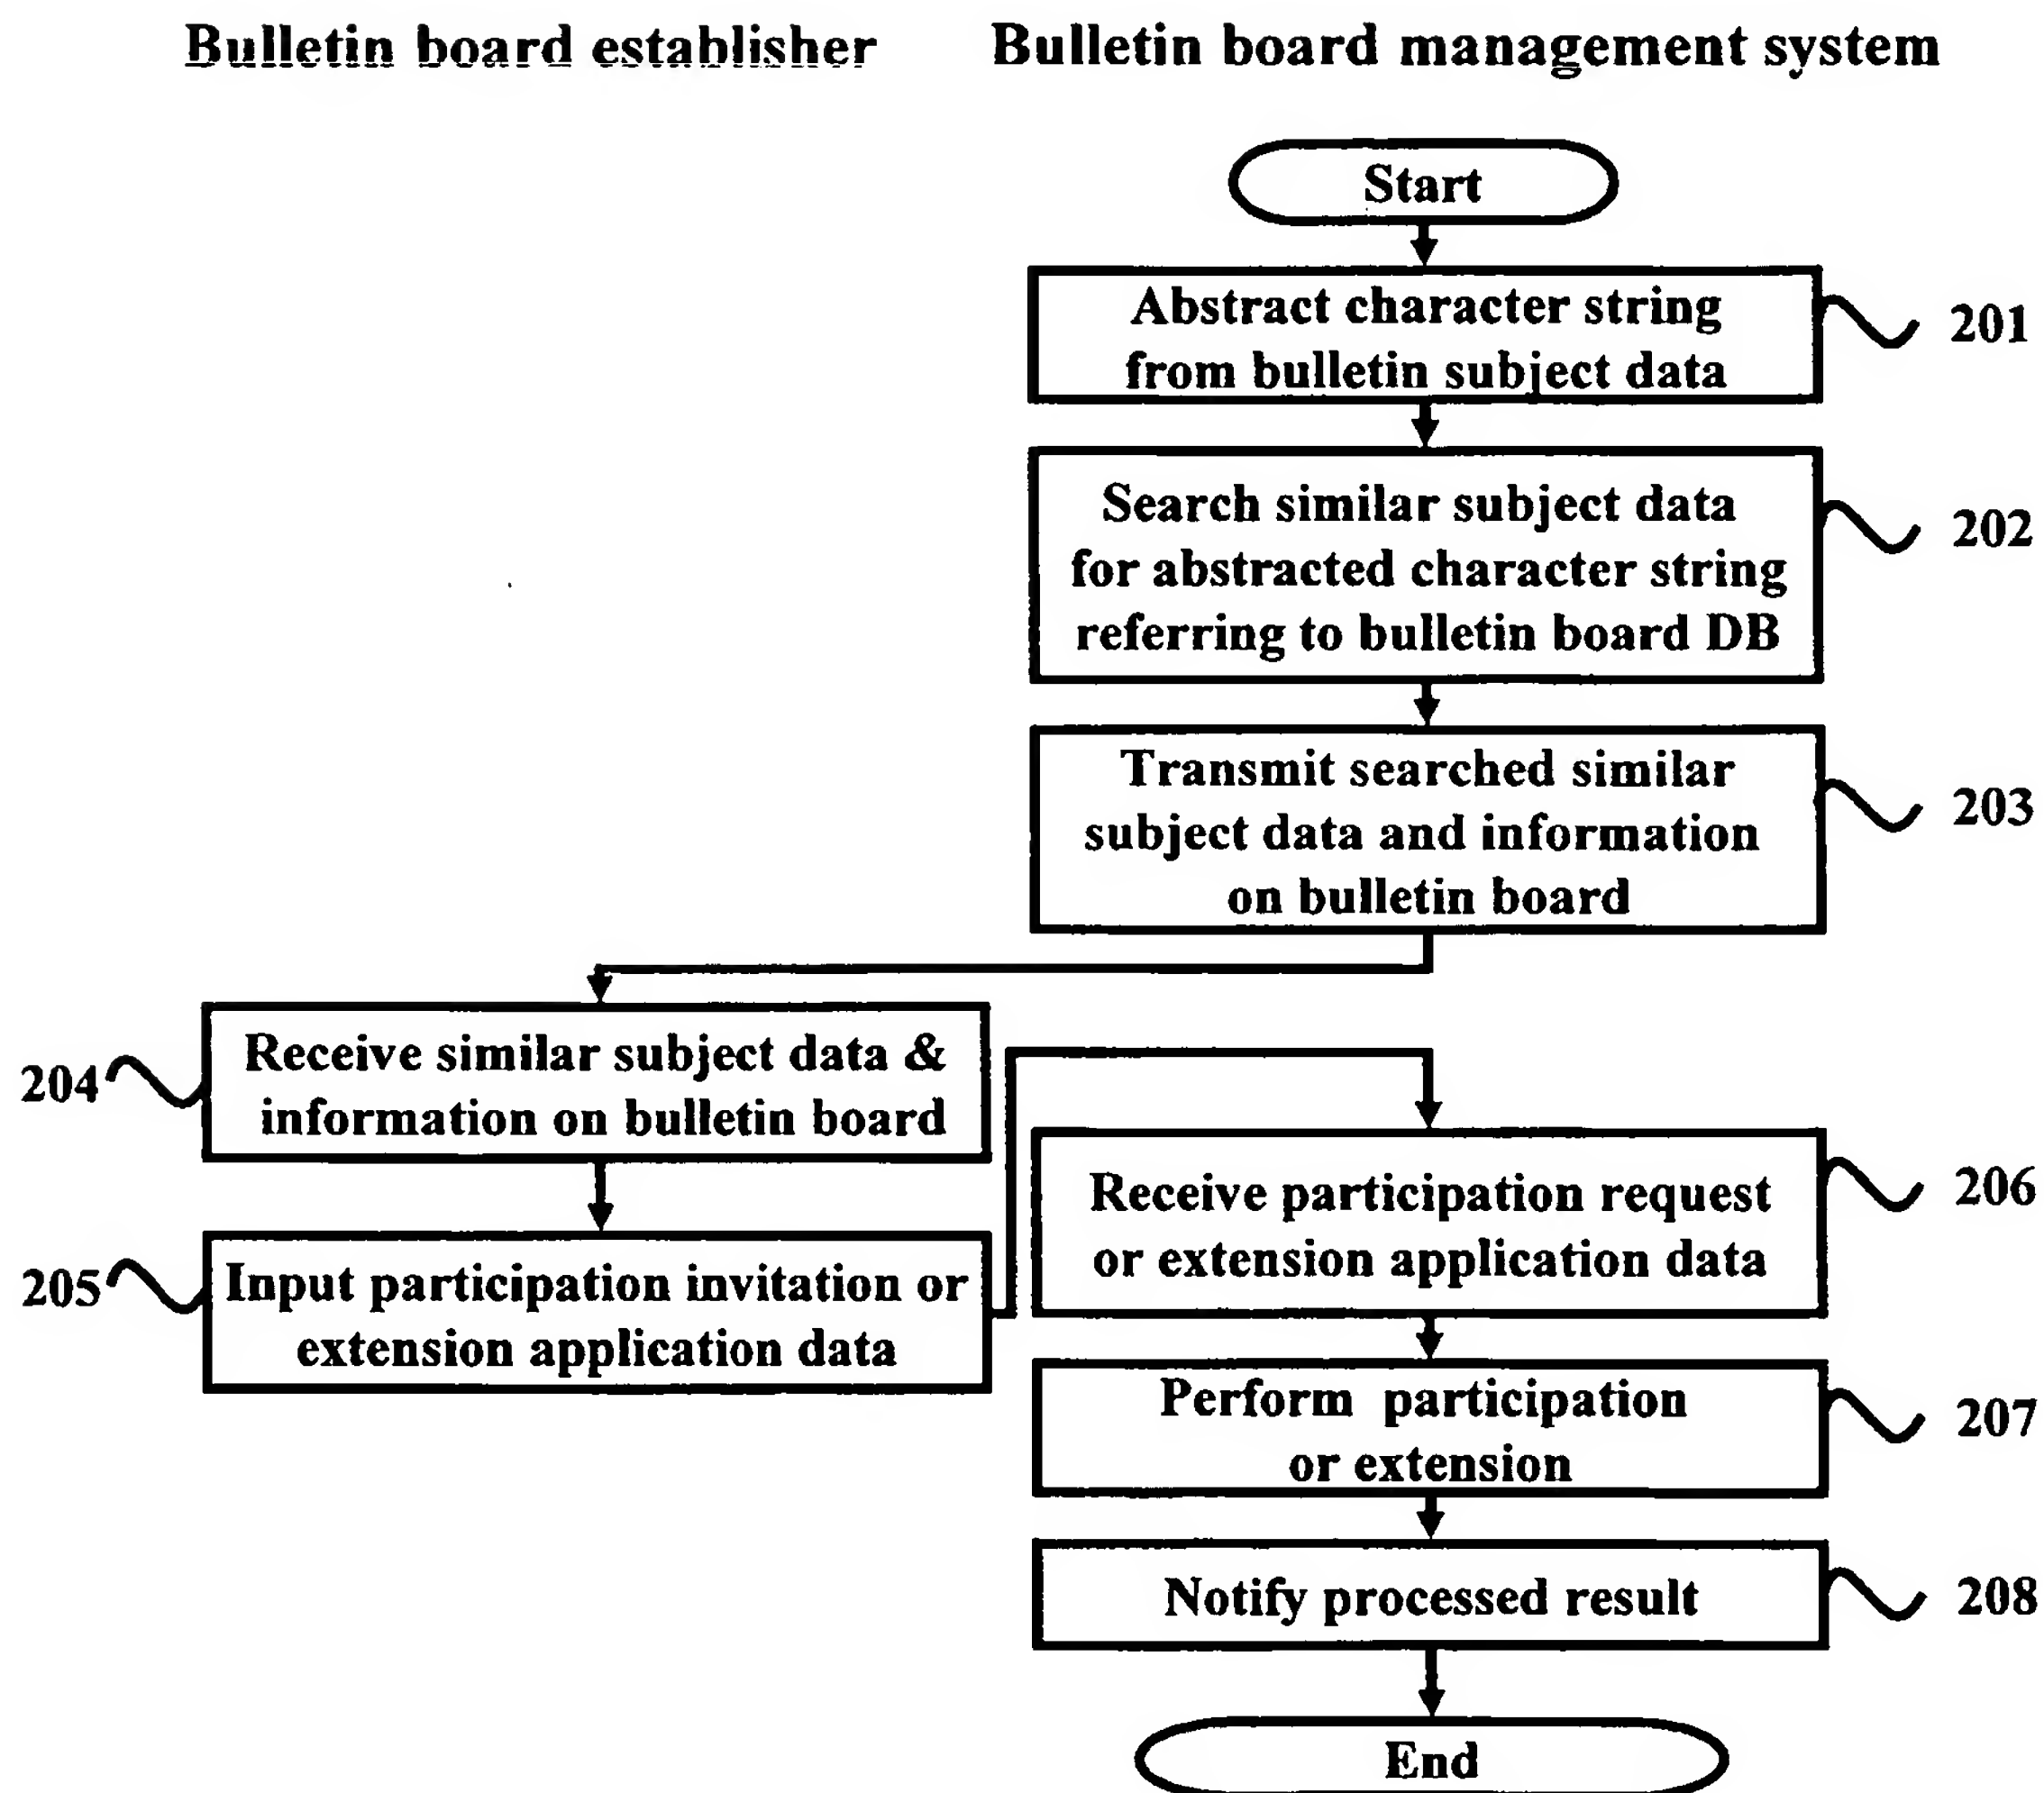 Bulletin board establisher
Bulletin board management system
Start
Abstract character string
from bulletin subject data
201
Search similar subject data
for abstracted character string
referring to bulletin board DB
202
Transmit searched similar
subject data and information
on bulletin board
203
204
Receive similar subject data &
information on bulletin board
205
Input participation invitation or
extension application data
Receive participation request
or extension application data
206
Perform participation
or extension
207
Notify processed result
208
End